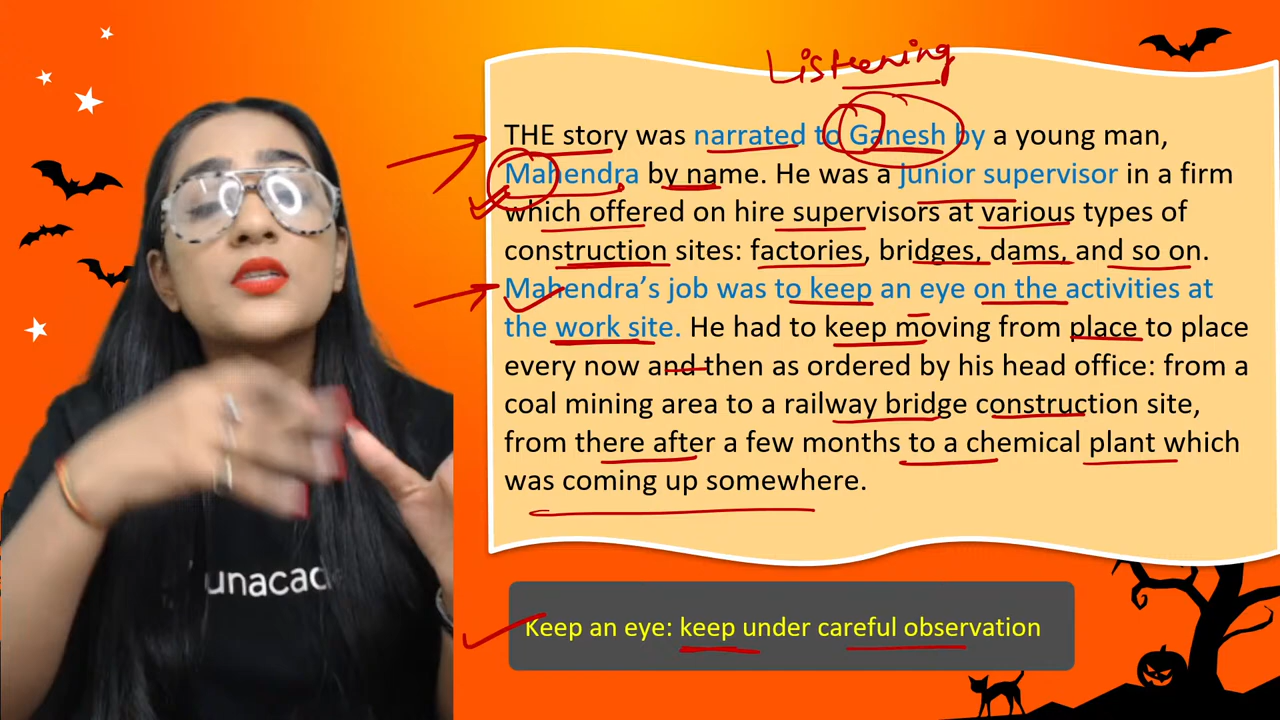 Listening
THE story was narrated to Ganesh by a young man,
Mahendra by name. He was a junior supervisor in a firm
which offered on hire supervisors at various types of
construction sites: factories, bridges, dams, and so on.
Mahendra’s job was to keep an eye on the activities at
the work site. He had to keep moving from place to place
every now and then as ordered by his head office: from a
coal mining area to a railway bridge construction site,
from there after a few months to a chemical plant which
was coming up somewhere.
unacad
Keep an eye: keep under careful observation